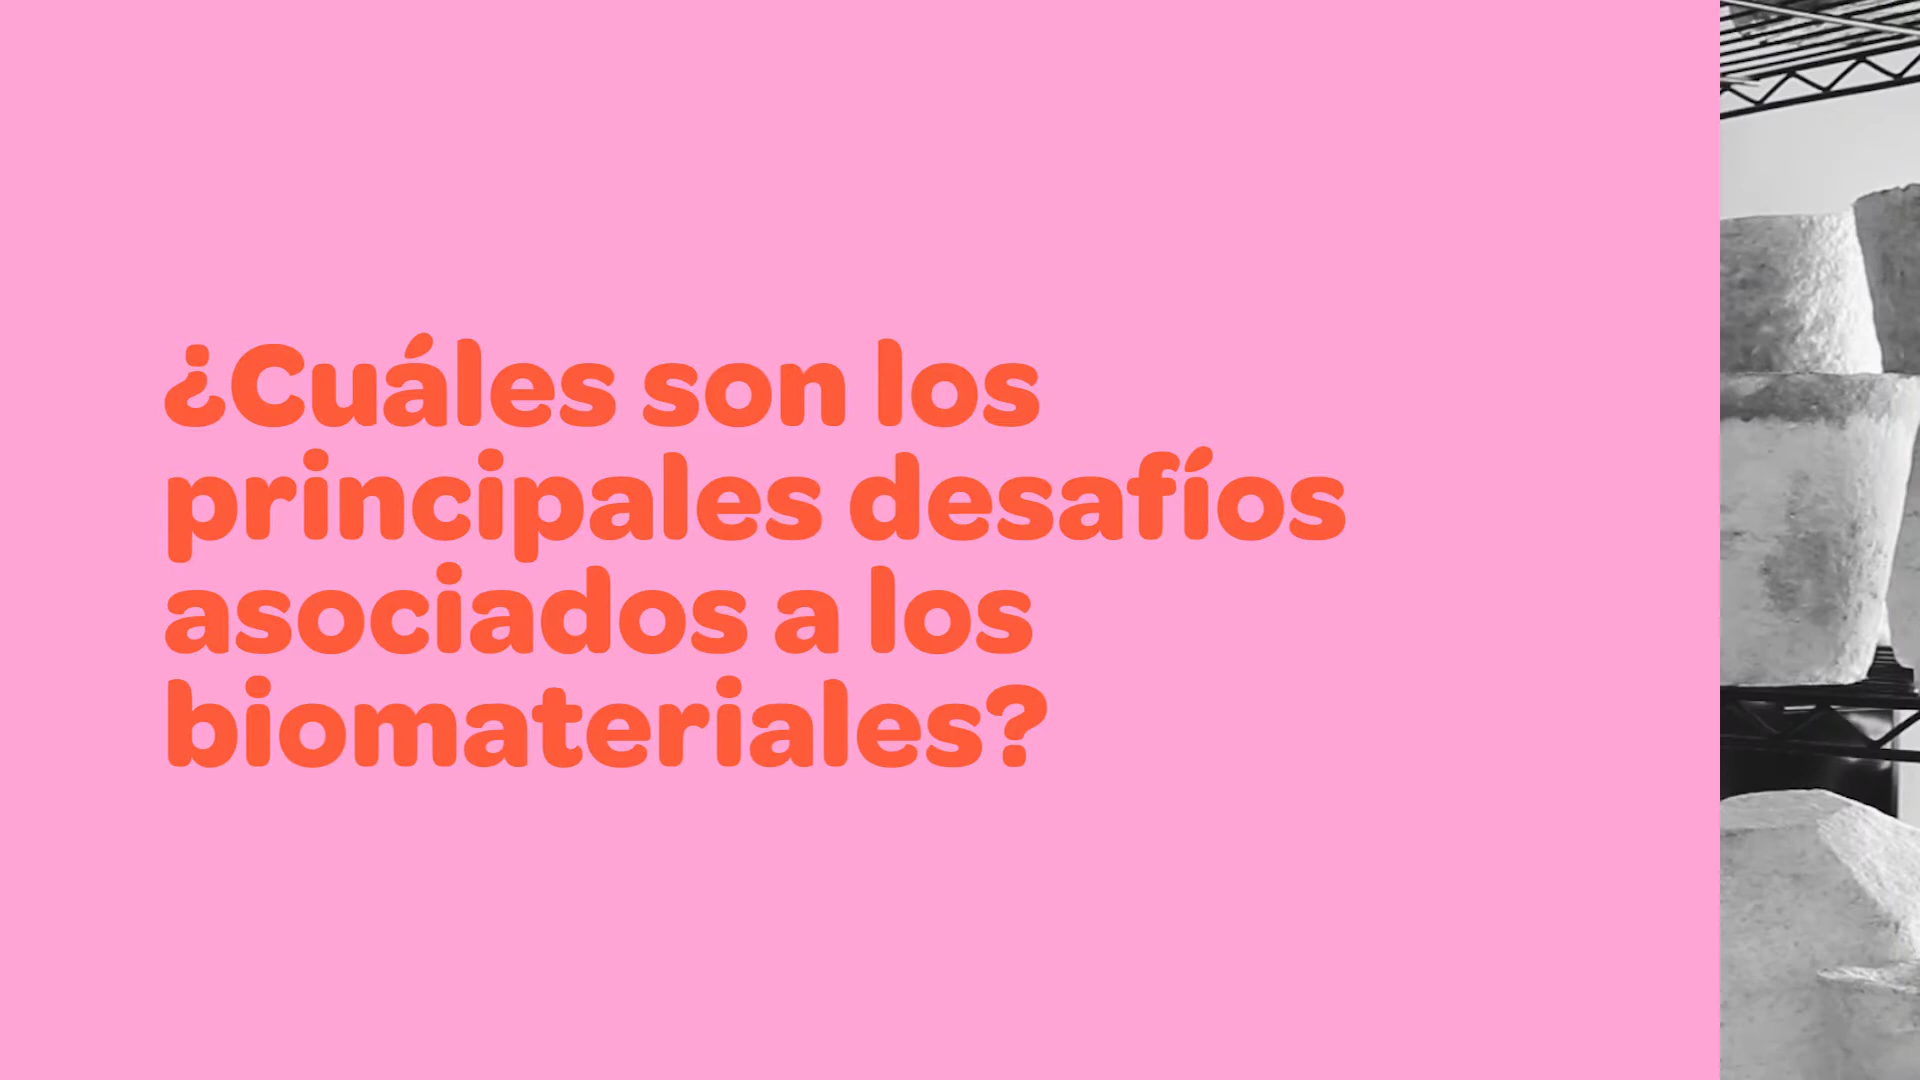 ¿Cuáles son los
principales desafíos
asociados a los
biomateriales?